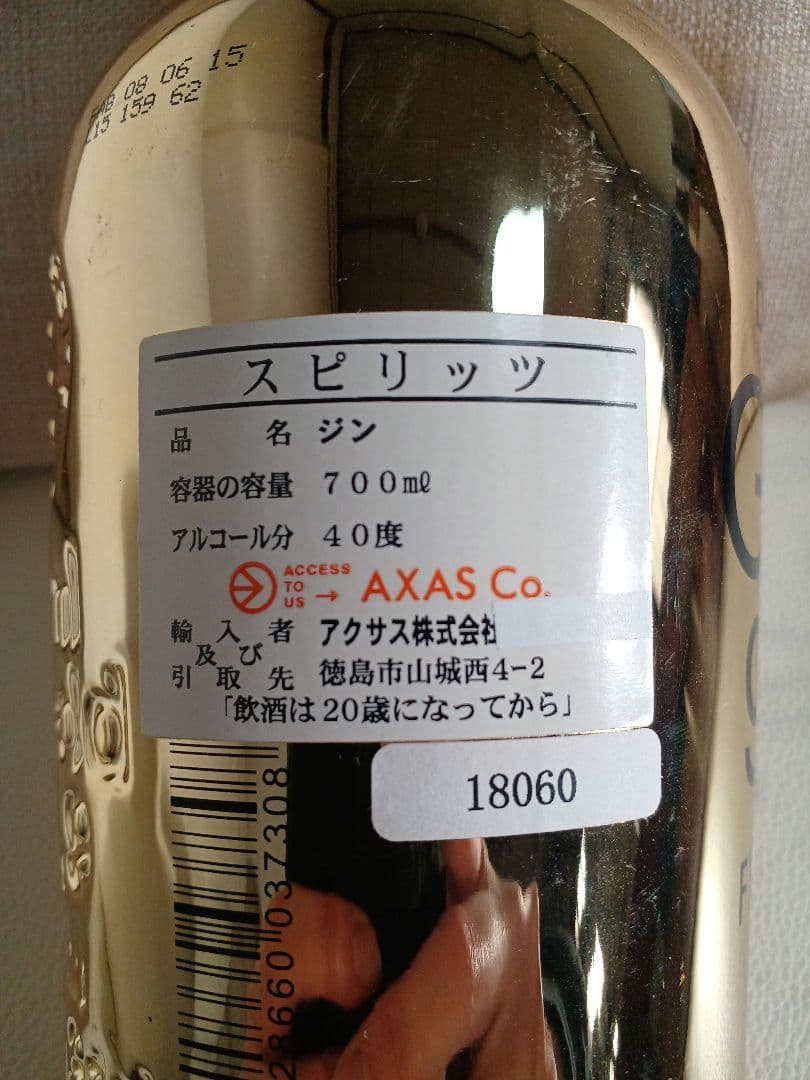 08 06 15
L15 159 62
スピリッツ
品名 ジン
容器の容量 700㎖
アルコール分 40度
ACCESS TO US → AXAS Co.
輸入者 アクサス株式会社
及び
引取先 徳島市山城西4-2
「飲酒は20歳になってから」
18060
28660 037308
G
F